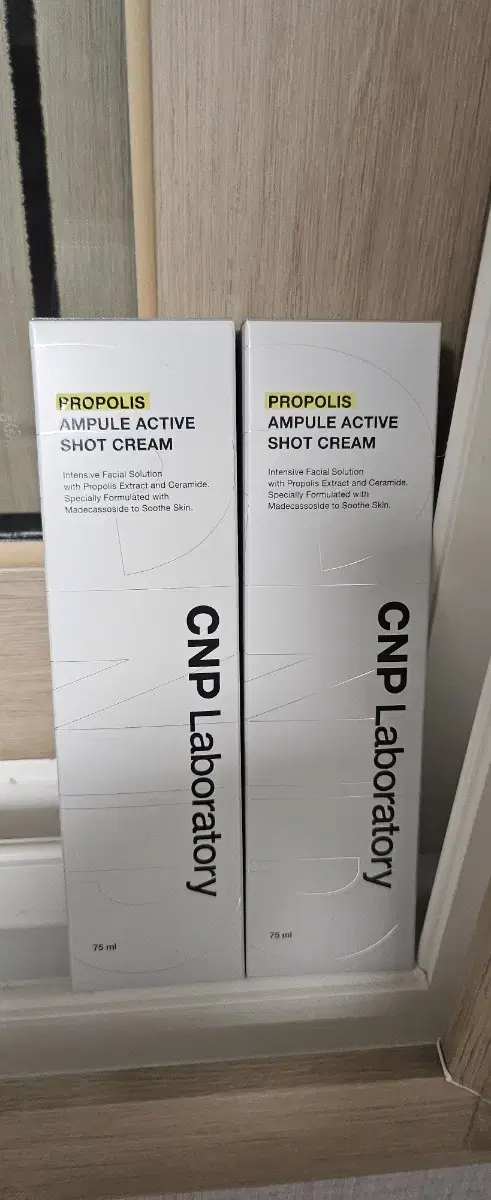 PROPOLIS
AMPULE ACTIVE
SHOT CREAM
Intensive Facial Solution
with Propolis Extract and Ceramide.
Specially Formulated with
Madecassoside to Soothe Skin.
CNP Laboratory
75 ml
PROPOLIS
AMPULE ACTIVE
SHOT CREAM
Intensive Facial Solution
with Propolis Extract and Ceramide.
Specially Formulated with
Madecassoside to Soothe Skin.
CNP Laboratory
75 ml